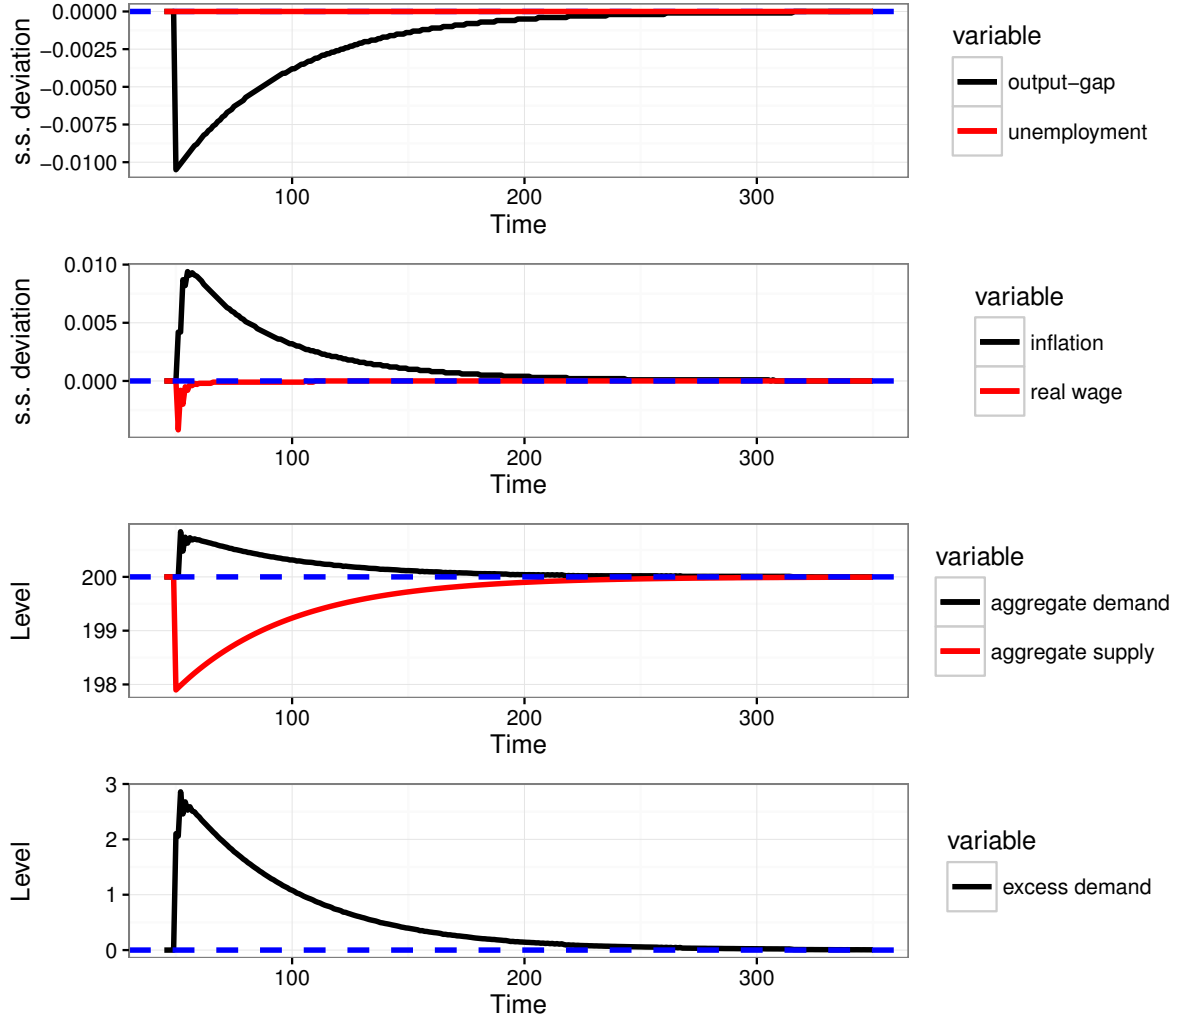 s.s. deviation
0.0000
−0.0025
−0.0050
−0.0075
−0.0100
100 200 300
Time
variable
output−gap
unemployment
s.s. deviation
0.010
0.005
0.000
100 200 300
Time
variable
inflation
real wage
Level
200
199
198
100 200 300
Time
variable
aggregate demand
aggregate supply
Level
3
2
1
0
100 200 300
Time
variable
excess demand